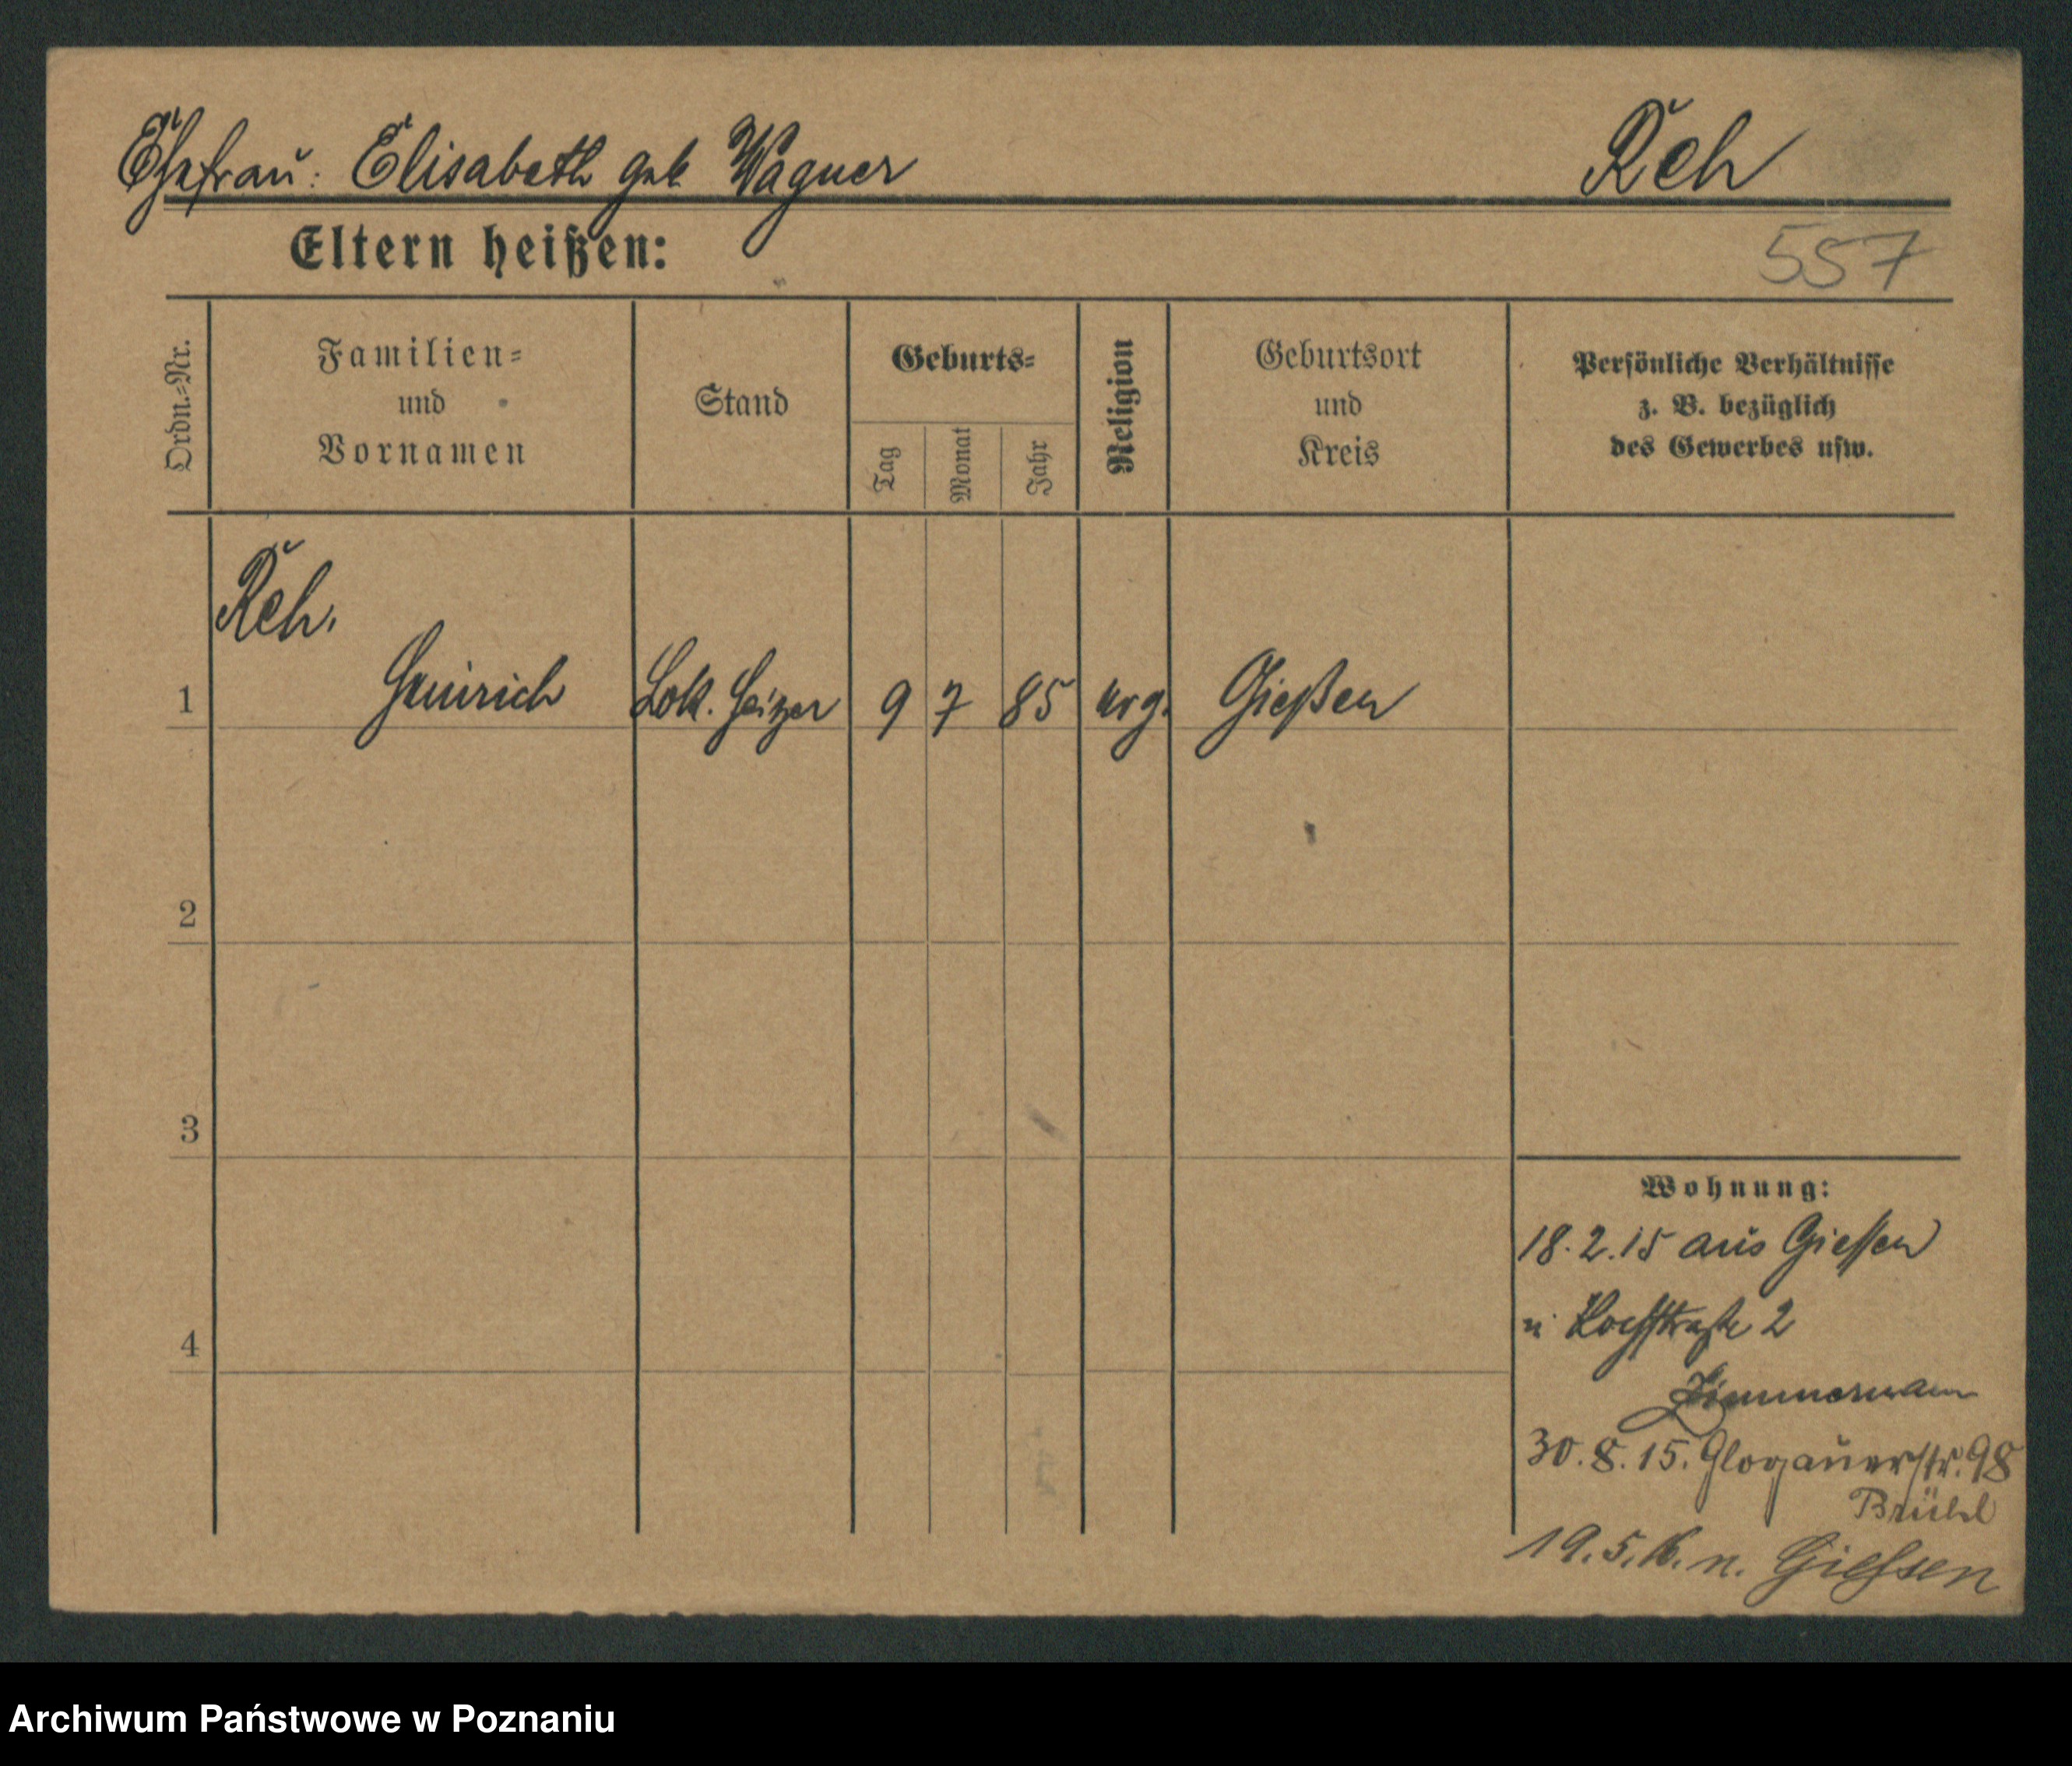 Ehefrau: Elisabeth geb Wagner Reh
Eltern heißen:
557
Ordn.=Nr.
Familien=
und
Vornamen
Stand
Geburts=
Tag
Monat
Jahr
Religion
Geburtsort
und
Kreis
Persönliche Verhältnisse
z. B. bezüglich
des Gewerbes usw.
Reh.
1 Heinrich Lok. Heizer 9 7 85 Gießen
2
3
4
Wohnung:
18.2.15 aus Giessen
2
Zimmermann
30.8.15. Glogauerstr. 98
Brühl
19.5.16. n. Giessen
Archiwum Państwowe w Poznaniu